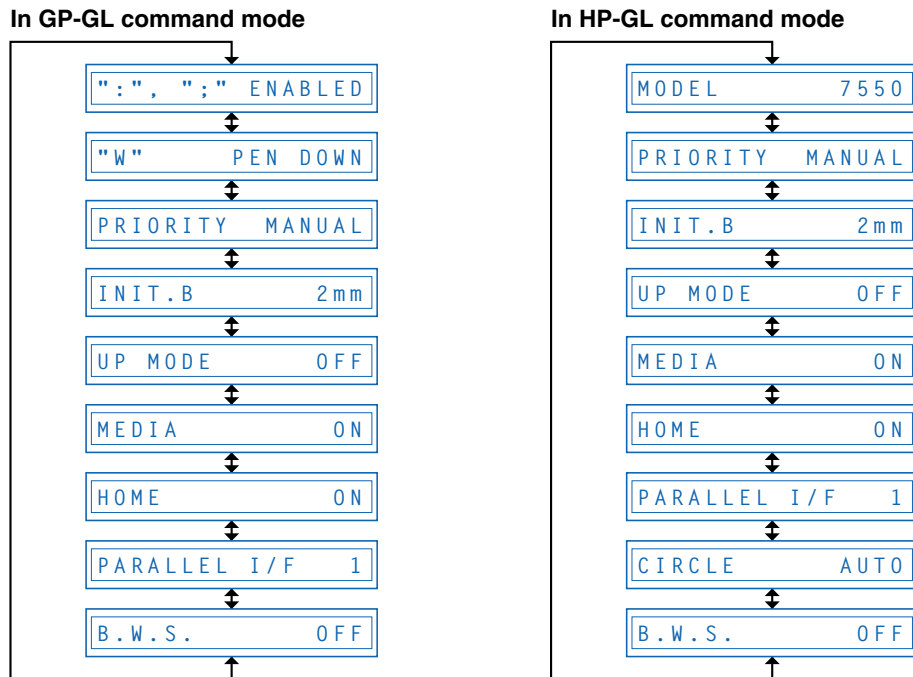 In GP-GL command mode
":", ";" ENABLED
"W" PEN DOWN
PRIORITY MANUAL
INIT.B 2mm
UP MODE OFF
MEDIA ON
HOME ON
PARALLEL I/F 1
B.W.S. OFF
In HP-GL command mode
MODEL 7550
PRIORITY MANUAL
INIT.B 2mm
UP MODE OFF
MEDIA ON
HOME ON
PARALLEL I/F 1
CIRCLE AUTO
B.W.S. OFF